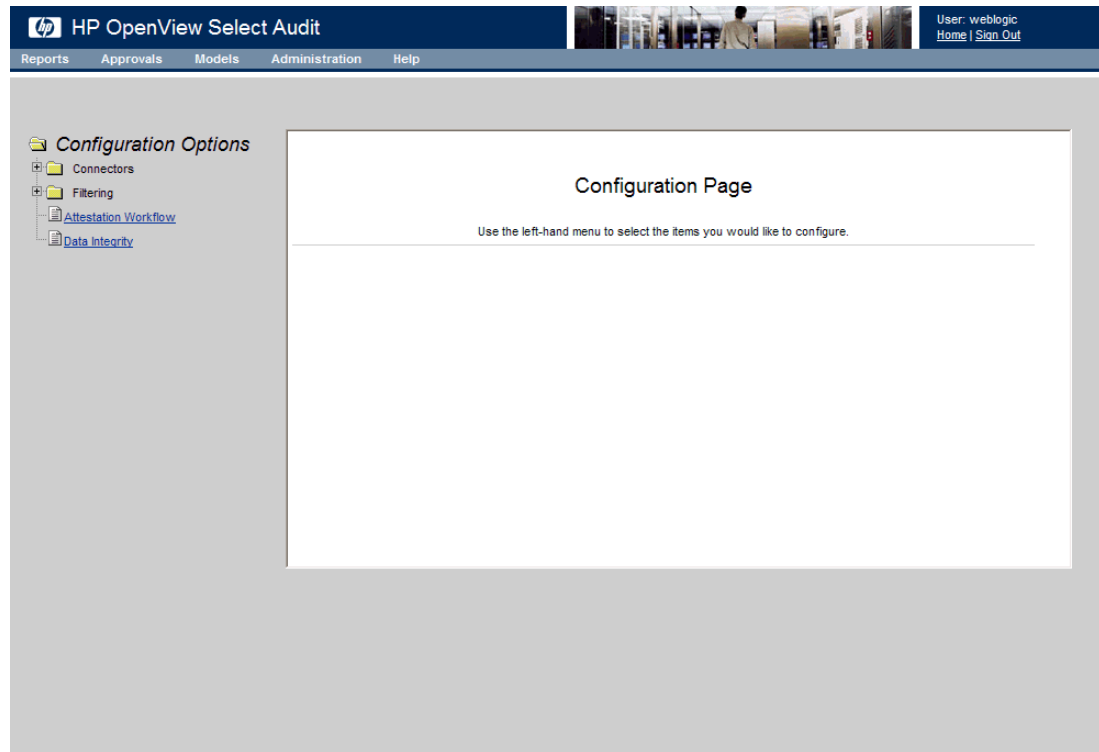 hp HP OpenView Select Audit
User: weblogic
Home | Sign Out
Reports Approvals Models Administration Help
Configuration Options
Connectors
Filtering
Attestation Workflow
Data Integrity
Configuration Page
Use the left-hand menu to select the items you would like to configure.